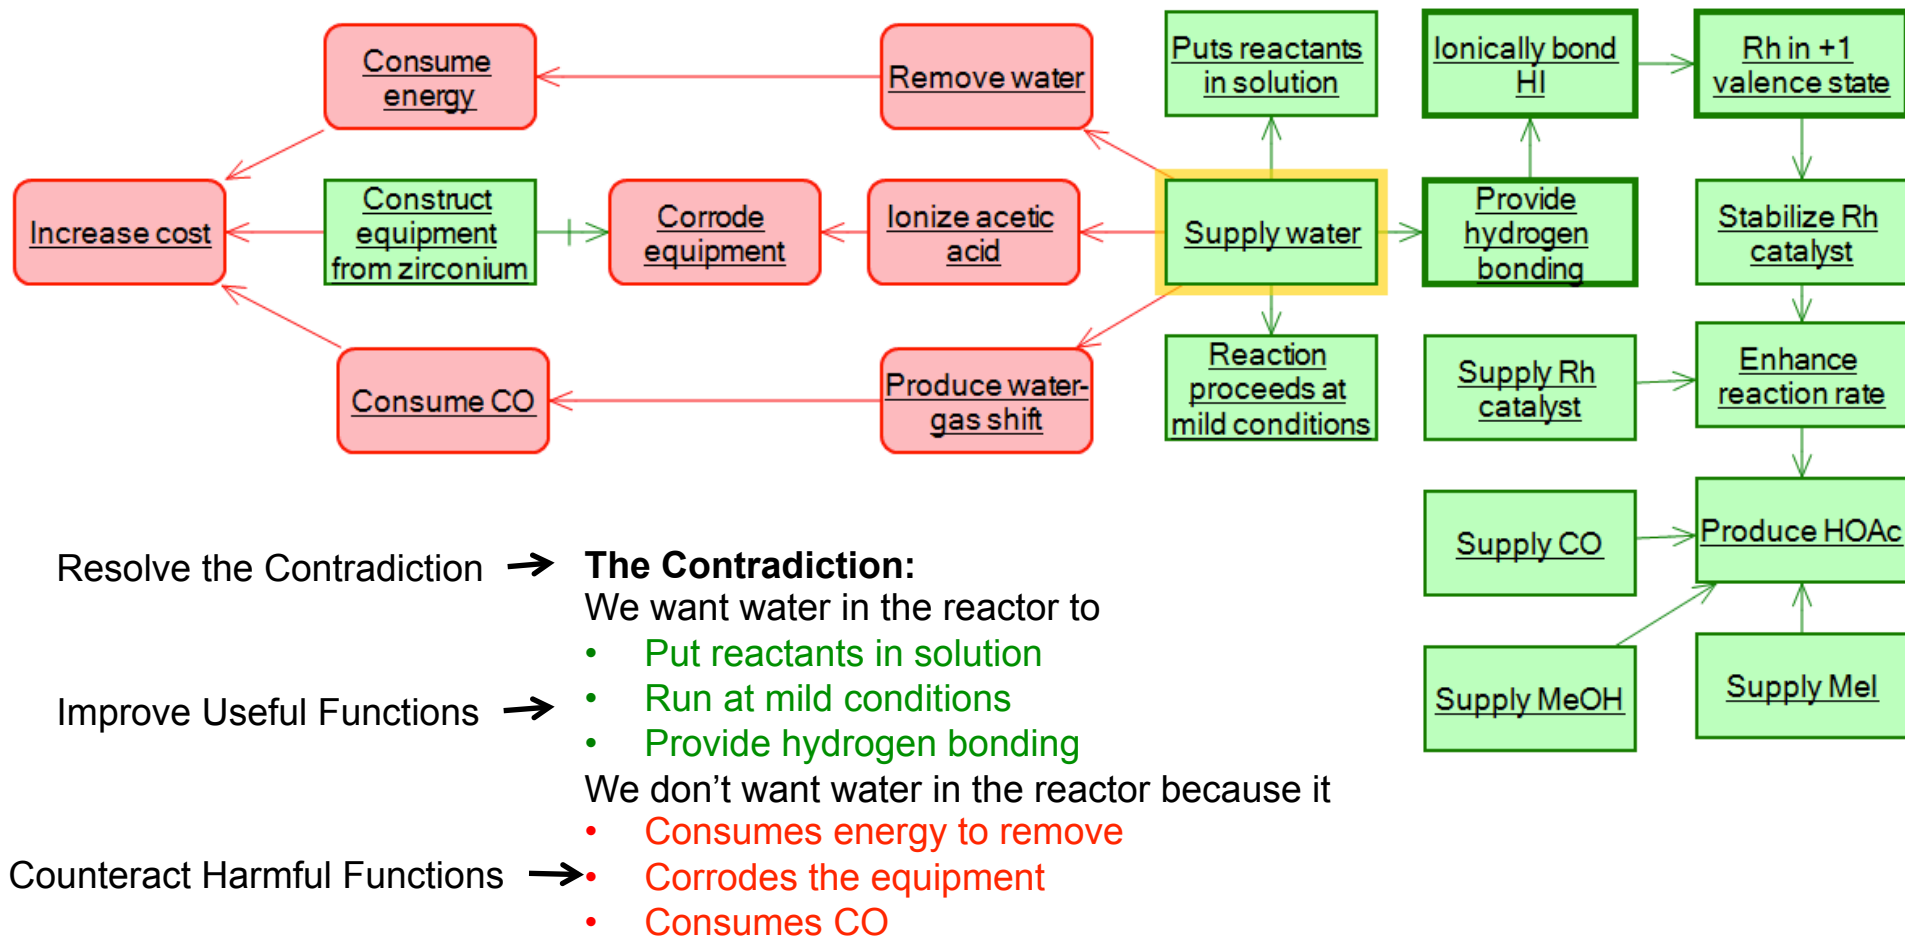 Consume
energy
Remove water
Puts reactants
in solution
Ionically bond
HI
Rh in +1
valence state
Increase cost
Construct
equipment
from zirconium
Corrode
equipment
Ionize acetic
acid
Supply water
Provide
hydrogen
bonding
Stabilize Rh
catalyst
Consume CO
Produce water-
gas shift
Reaction
proceeds at
mild conditions
Supply Rh
catalyst
Enhance
reaction rate
Supply CO
Produce HOAc
Supply MeOH
Supply MeI
Resolve the Contradiction
The Contradiction:
We want water in the reactor to
• Put reactants in solution
Improve Useful Functions
• Run at mild conditions
• Provide hydrogen bonding
We don’t want water in the reactor because it
• Consumes energy to remove
Counteract Harmful Functions
• Corrodes the equipment
• Consumes CO